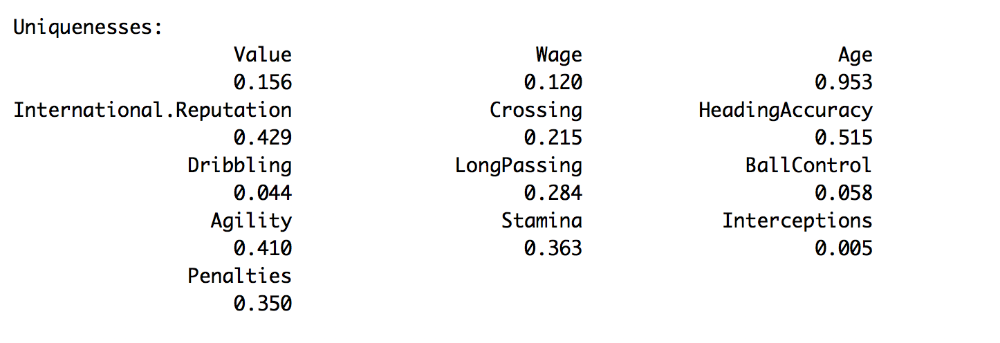 Uniquenesses:
Value Wage Age
0.156 0.120 0.953
International.Reputation Crossing HeadingAccuracy
0.429 0.215 0.515
Dribbling LongPassing BallControl
0.044 0.284 0.058
Agility Stamina Interceptions
0.410 0.363 0.005
Penalties
0.350